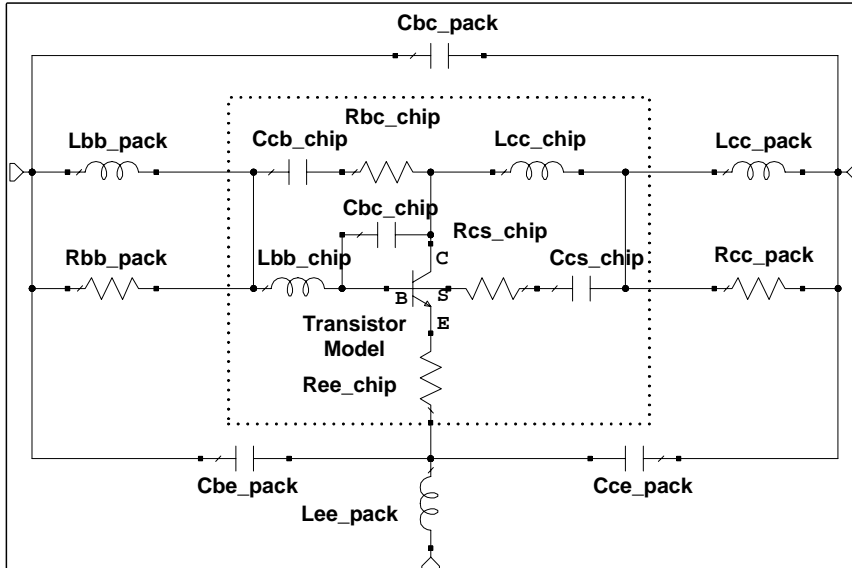 Cbc_pack
Rbc_chip
Lbb_pack
Ccb_chip
Lcc_chip
Lcc_pack
Cbc_chip
Rcs_chip
Rbb_pack
Lbb_chip
C
Ccs_chip
Rcc_pack
B
S
Transistor
Model
E
Ree_chip
Cbe_pack
Cce_pack
Lee_pack